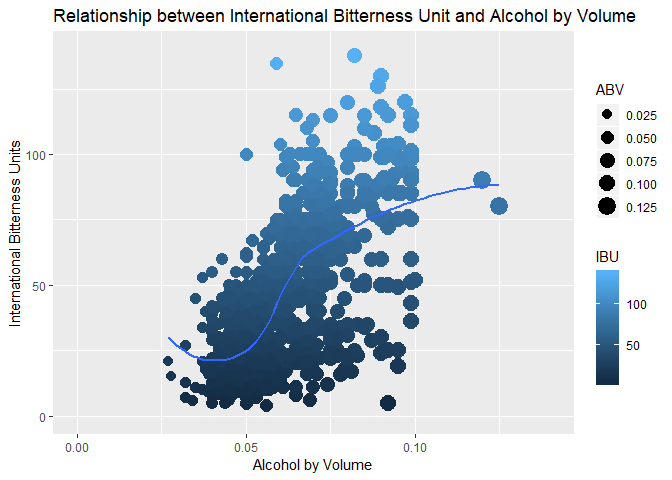 Relationship between International Bitterness Unit and Alcohol by Volume
International Bitterness Units
100
50
0
0.00
0.05
0.10
Alcohol by Volume
ABV
0.025
0.050
0.075
0.100
0.125
IBU
100
50